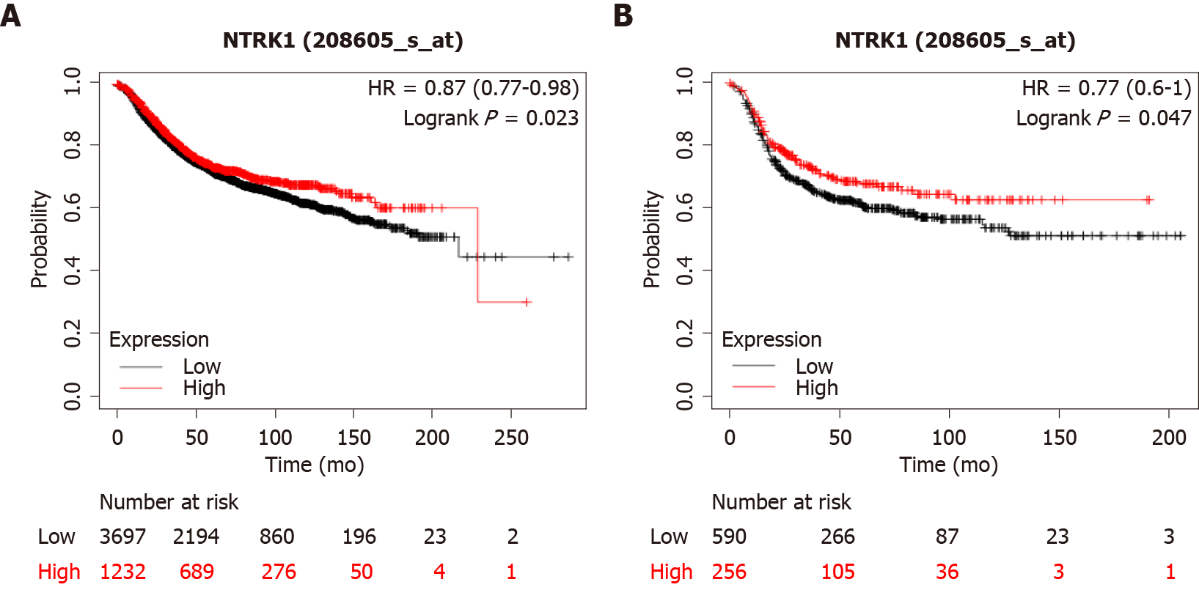 A
NTRK1 (208605_s_at)
HR = 0.87 (0.77-0.98)
Logrank P = 0.023
Probability
1.0
0.8
0.6
0.4
0.2
0.0
Expression
Low
High
0 50 100 150 200 250
Time (mo)
Number at risk
Low 3697 2194 860 196 23 2
High 1232 689 276 50 4 1
B
NTRK1 (208605_s_at)
HR = 0.77 (0.6-1)
Logrank P = 0.047
Probability
1.0
0.8
0.6
0.4
0.2
0.0
Expression
Low
High
0 50 100 150 200
Time (mo)
Number at risk
Low 590 266 87 23 3
High 256 105 36 3 1